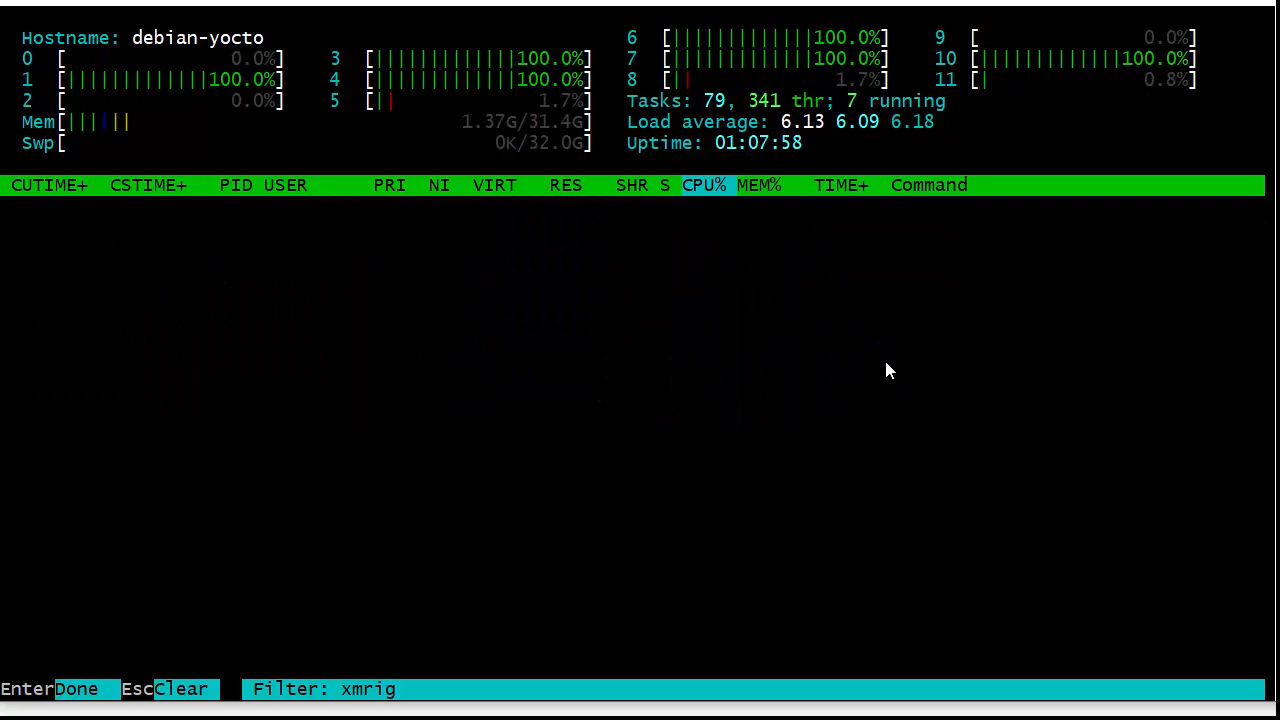 Hostname: debian-yocto 6 [||||||||||||||100.0%] 9 [ 0.0%]
0 [ 0.0%] 3 [||||||||||||||100.0%] 7 [||||||||||||||100.0%] 10 [||||||||||||||100.0%]
1 [||||||||||||||100.0%] 4 [||||||||||||||100.0%] 8 [|| 1.7%] 11 [| 0.8%]
2 [ 0.0%] 5 [|| 1.7%] Tasks: 79, 341 thr; 7 running
Mem[|||||| 1.37G/31.4G] Load average: 6.13 6.09 6.18
Swp[ 0K/32.0G] Uptime: 01:07:58
CUTIME+ CSTIME+ PID USER PRI NI VIRT RES SHR S CPU% MEM% TIME+ Command
EnterDone EscClear Filter: xmrig